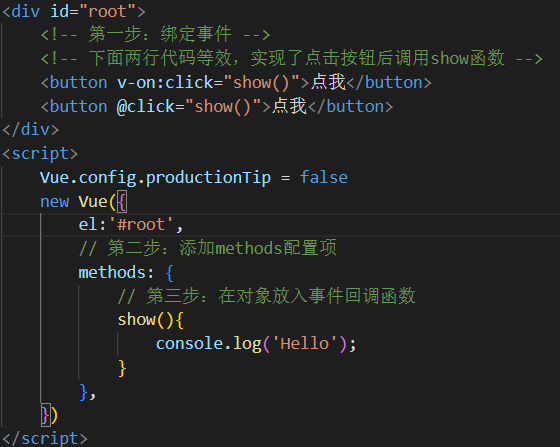 <div id="root">
    <!-- 第一步: 绑定事件 -->
    <!-- 下面两行代码等效，实现了点击按钮后调用show函数 -->
    <button v-on:click="show()">点我</button>
    <button @click="show()">点我</button>
</div>
<script>
    Vue.config.productionTip = false
    new Vue({
        el:'#root',
        // 第二步: 添加methods配置项
        methods: {
            // 第三步: 在对象放入事件回调函数
            show(){
                console.log('Hello');
            }
        },
    })
</script>